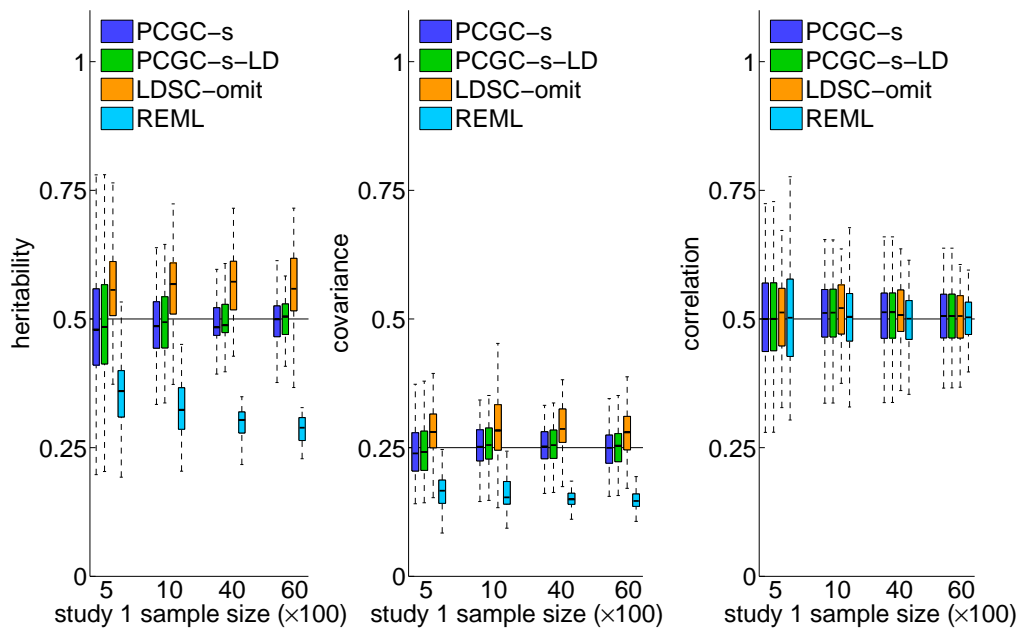 PCGC−s
PCGC−s−LD
LDSC−omit
REML
1
0.75
0.5
0.25
0
heritability
5 10 40 60
study 1 sample size (×100)
PCGC−s
PCGC−s−LD
LDSC−omit
REML
1
0.75
0.5
0.25
0
covariance
5 10 40 60
study 1 sample size (×100)
PCGC−s
PCGC−s−LD
LDSC−omit
REML
1
0.75
0.5
0.25
0
correlation
5 10 40 60
study 1 sample size (×100)